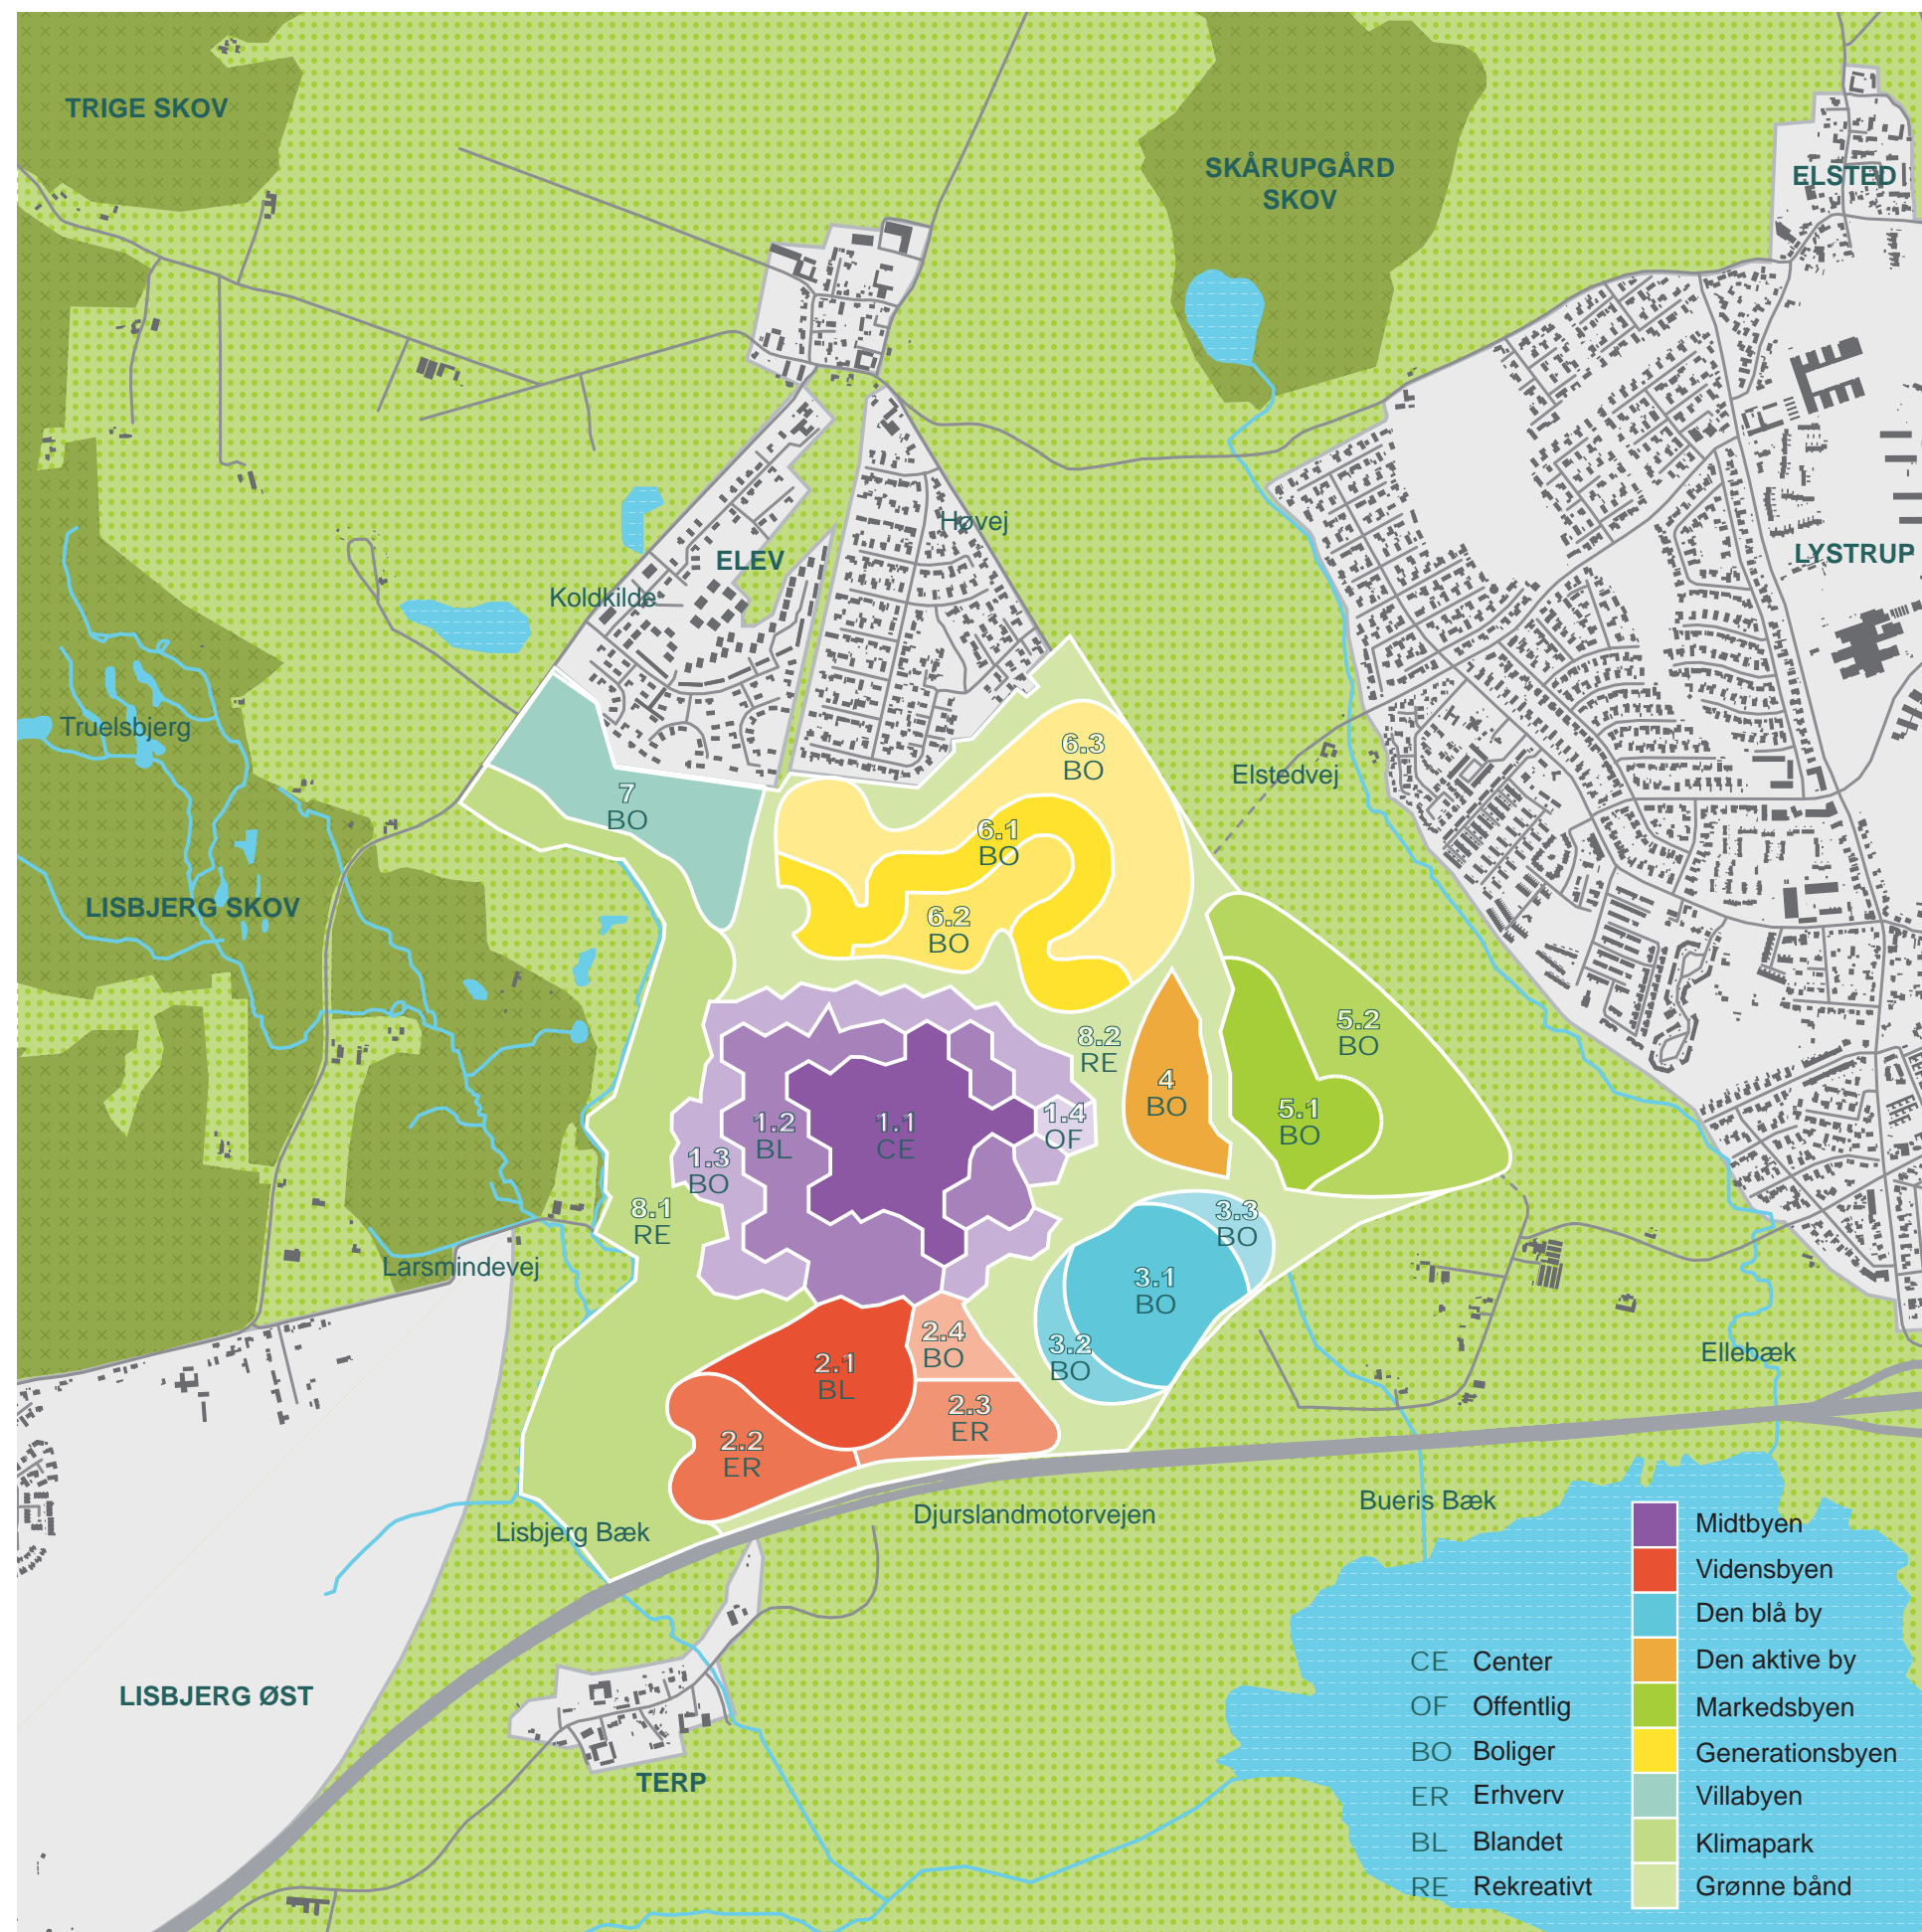 TRIGE SKOV
SKÅRUPGÅRD
SKOV
ELSTED
Høvej
ELEV
LYSTRUP
Koldkilde
Truelsbjerg
6.3
BO
Elstedvej
7
BO
6.1
BO
LISBJERG SKOV
6.2
BO
5.2
BO
8.2
RE
4
BO
1.2
BL
1.1
CE
1.4
OF
5.1
BO
1.3
BO
8.1
RE
3.3
BO
Larsmindevej
3.1
BO
2.4
BO
3.2
BO
Ellebæk
2.1
BL
2.3
ER
2.2
ER
Bueris Bæk
Djurslandmotorvejen
Lisbjerg Bæk
LISBJERG ØST
TERP
CE Center
OF Offentlig
BO Boliger
ER Erhverv
BL Blandet
RE Rekreativt
Midtbyen
Vidensbyen
Den blå by
Den aktive by
Markedsbyen
Generationsbyen
Villabyen
Klimapark
Grønne bånd